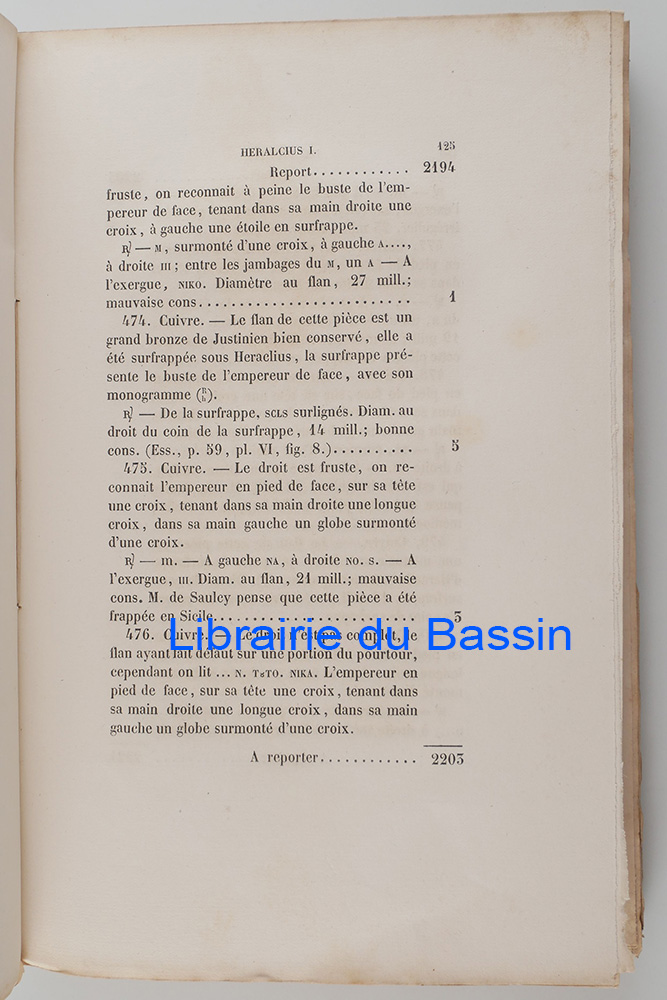 HERALCIUS I. 125
Report............ 2194
fruste, on reconnait à peine le buste de l'em-
pereur de face, tenant dans sa main droite une
croix, à gauche une étoile en surfrappe.
R) — M, surmonté d'une croix, à gauche A....,
à droite III; entre les jambages du M, un A — A
l'exergue, NIKO. Diamètre au flan, 27 mill.;
mauvaise cons......................... 1
474. Cuivre. — Le flan de cette pièce est un
grand bronze de Justinien bien conservé, elle a
été surfrappée sous Heraclius, la surfrappe pré-
sente le buste de l'empereur de face, avec son
monogramme
R) — De la surfrappe, SCLS surlignés. Diam. au
droit du coin de la surfrappe, 14 mill.; bonne
cons. (Ess., p. 59, pl. VI, fig. 8.).......... 5
475. Cuivre. — Le droit est fruste, on re-
connait l'empereur en pied de face, sur sa tête
une croix, tenant dans sa main droite une longue
croix, dans sa main gauche un globe surmonté
d'une croix.
R) — m. — A gauche NA, à droite NO. S. — A
l'exergue, III. Diam. au flan, 21 mill.; mauvaise
cons. M. de Saulcy pense que cette pièce a été
frappée en Sicile........................ 3
Librairie du Bassin
476. Cuivre. — Le droit n'est pas complet, le
flan ayant fait défaut sur une portion du pourtour,
cependant on lit ... N. TƨTO. NIKA. L'empereur en
pied de face, sur sa tête une croix, tenant dans
sa main droite une longue croix, dans sa main
gauche un globe surmonté d'une croix.
A reporter............ 2203